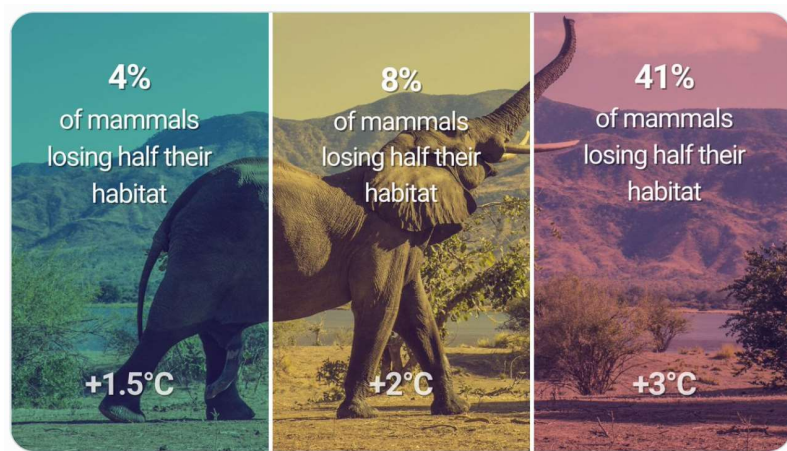 4%
of mammals
losing half their
habitat
+1.5°C
8%
of mammals
losing half their
habitat
+2°C
41%
of mammals
losing half their
habitat
+3°C